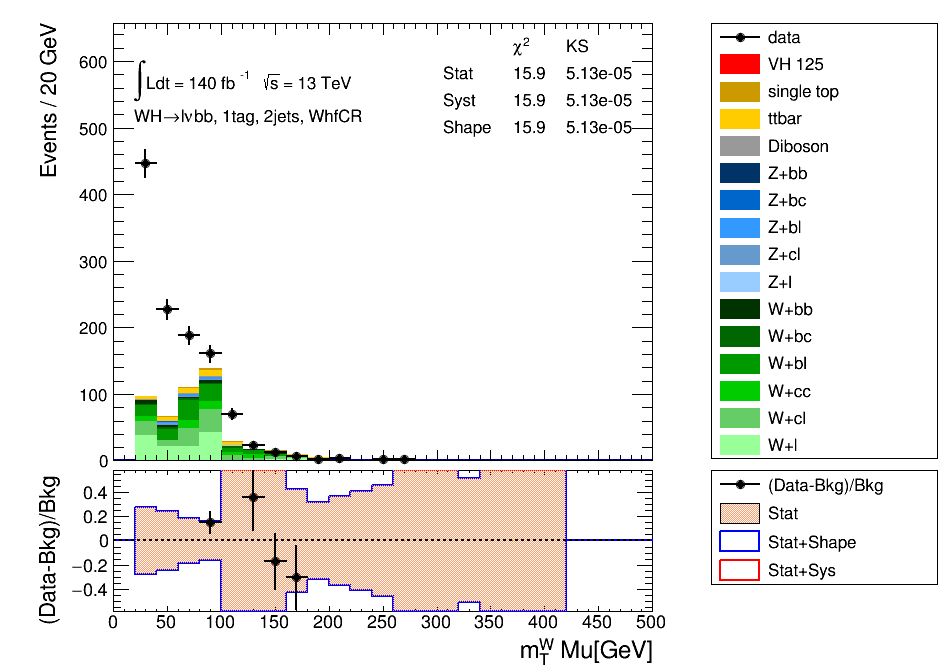 Events / 20 GeV
600
500
400
300
200
100
0
∫Ldt = 140 fb⁻¹ √s = 13 TeV
WH→lνbb, 1tag, 2jets, WhfCR
χ² KS
Stat 15.9 5.13e-05
Syst 15.9 5.13e-05
Shape 15.9 5.13e-05
data
VH 125
single top
ttbar
Diboson
Z+bb
Z+bc
Z+bl
Z+cl
Z+l
W+bb
W+bc
W+bl
W+cc
W+cl
W+l
(Data-Bkg)/Bkg
0.4
0.2
0
−0.2
−0.4
0 50 100 150 200 250 300 350 400 450 500
m_T^W Mu[GeV]
(Data-Bkg)/Bkg
Stat
Stat+Shape
Stat+Sys